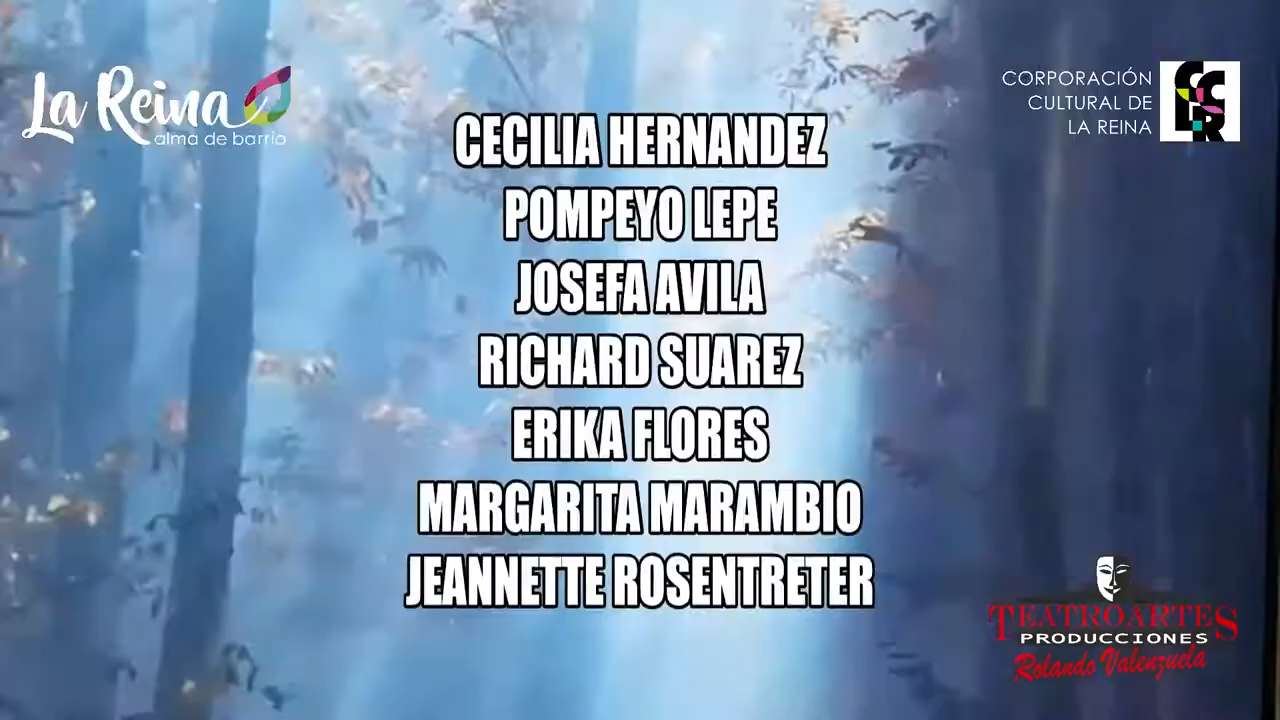 La Reina
alma de barrio
CORPORACIÓN
CULTURAL DE
LA REINA
CCLR
CECILIA HERNANDEZ
POMPEYO LEPE
JOSEFA AVILA
RICHARD SUAREZ
ERIKA FLORES
MARGARITA MARAMBIO
JEANNETTE ROSENTRETER
TEATROARTES
PRODUCCIONES
Rolando Valenzuela